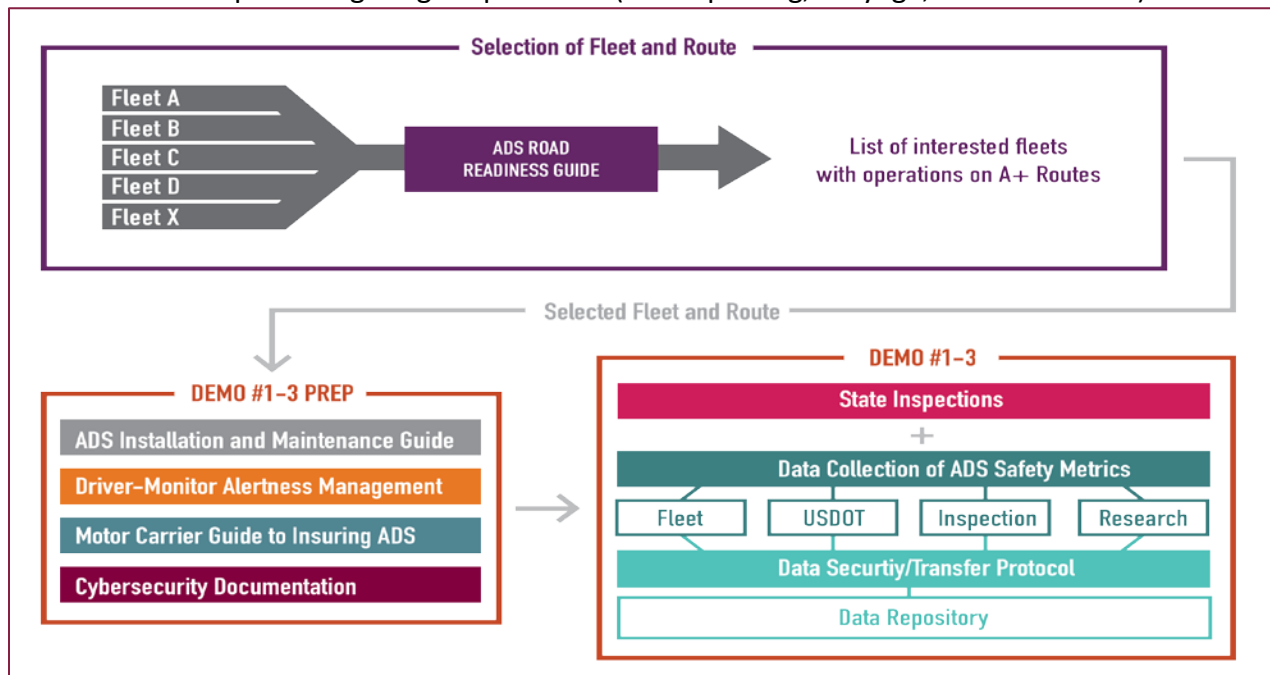 Selection of Fleet and Route
Fleet A
Fleet B
Fleet C
Fleet D
Fleet X
ADS ROAD
READINESS GUIDE
List of interested fleets
with operations on A+ Routes
Selected Fleet and Route
DEMO #1–3 PREP
ADS Installation and Maintenance Guide
Driver–Monitor Alertness Management
Motor Carrier Guide to Insuring ADS
Cybersecurity Documentation
DEMO #1–3
State Inspections
+
Data Collection of ADS Safety Metrics
Fleet
USDOT
Inspection
Research
Data Securtiy/Transfer Protocol
Data Repository